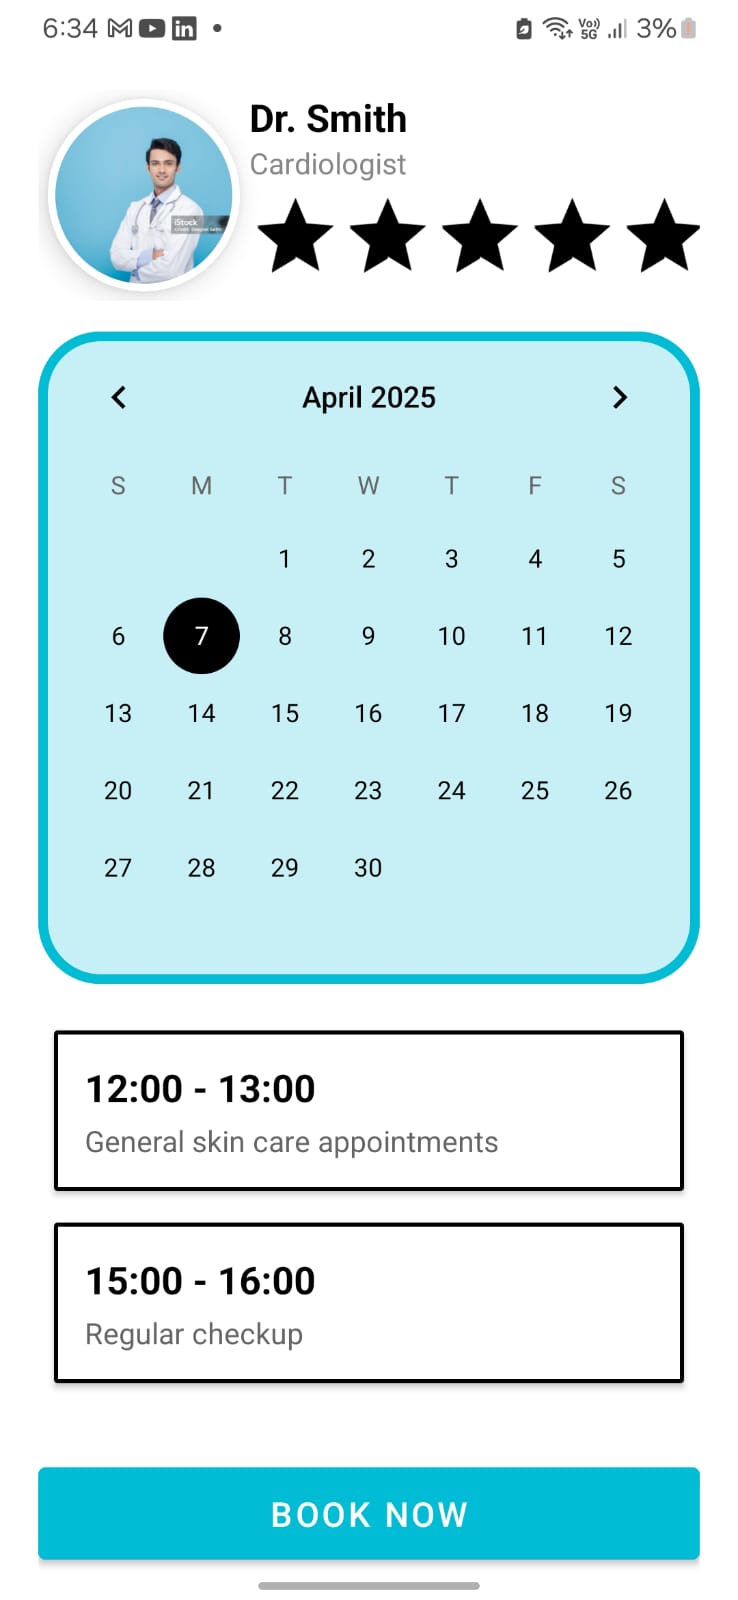 6:34
Vo))
5G
3%
Dr. Smith
Cardiologist
iStock
April 2025
S M T W T F S
1 2 3 4 5
6 7 8 9 10 11 12
13 14 15 16 17 18 19
20 21 22 23 24 25 26
27 28 29 30
12:00 - 13:00
General skin care appointments
15:00 - 16:00
Regular checkup
BOOK NOW